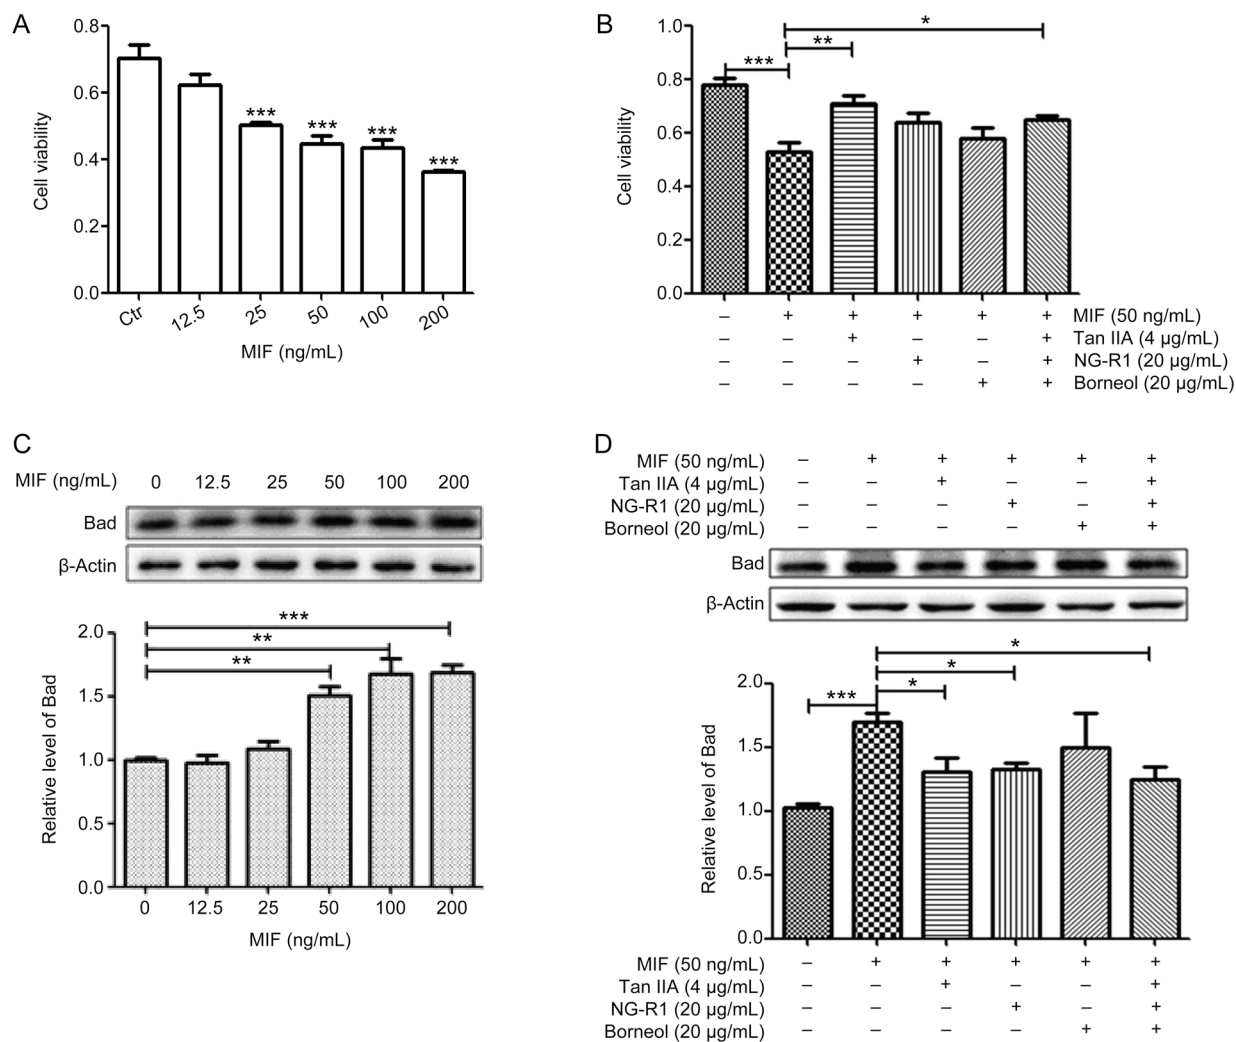 A
0.8
0.6
0.4
0.2
0.0
Cell viability
***
***
***
***
Ctr
12.5
25
50
100
200
MIF (ng/mL)
B
1.0
0.8
0.6
0.4
0.2
0.0
Cell viability
*
**
***
– + + + + + MIF (50 ng/mL)
– – + – – + Tan IIA (4 µg/mL)
– – – + – + NG-R1 (20 µg/mL)
– – – – + + Borneol (20 µg/mL)
C
MIF (ng/mL) 0 12.5 25 50 100 200
Bad
β-Actin
2.0
1.5
1.0
0.5
0.0
Relative level of Bad
***
**
**
0 12.5 25 50 100 200
MIF (ng/mL)
D
MIF (50 ng/mL) – + + + + +
Tan IIA (4 µg/mL) – – + – – +
NG-R1 (20 µg/mL) – – – + – +
Borneol (20 µg/mL) – – – – + +
Bad
β-Actin
2.0
1.5
1.0
0.5
0.0
Relative level of Bad
*
*
*
***
MIF (50 ng/mL) – + + + + +
Tan IIA (4 µg/mL) – – + – – +
NG-R1 (20 µg/mL) – – – + – +
Borneol (20 µg/mL) – – – – + +